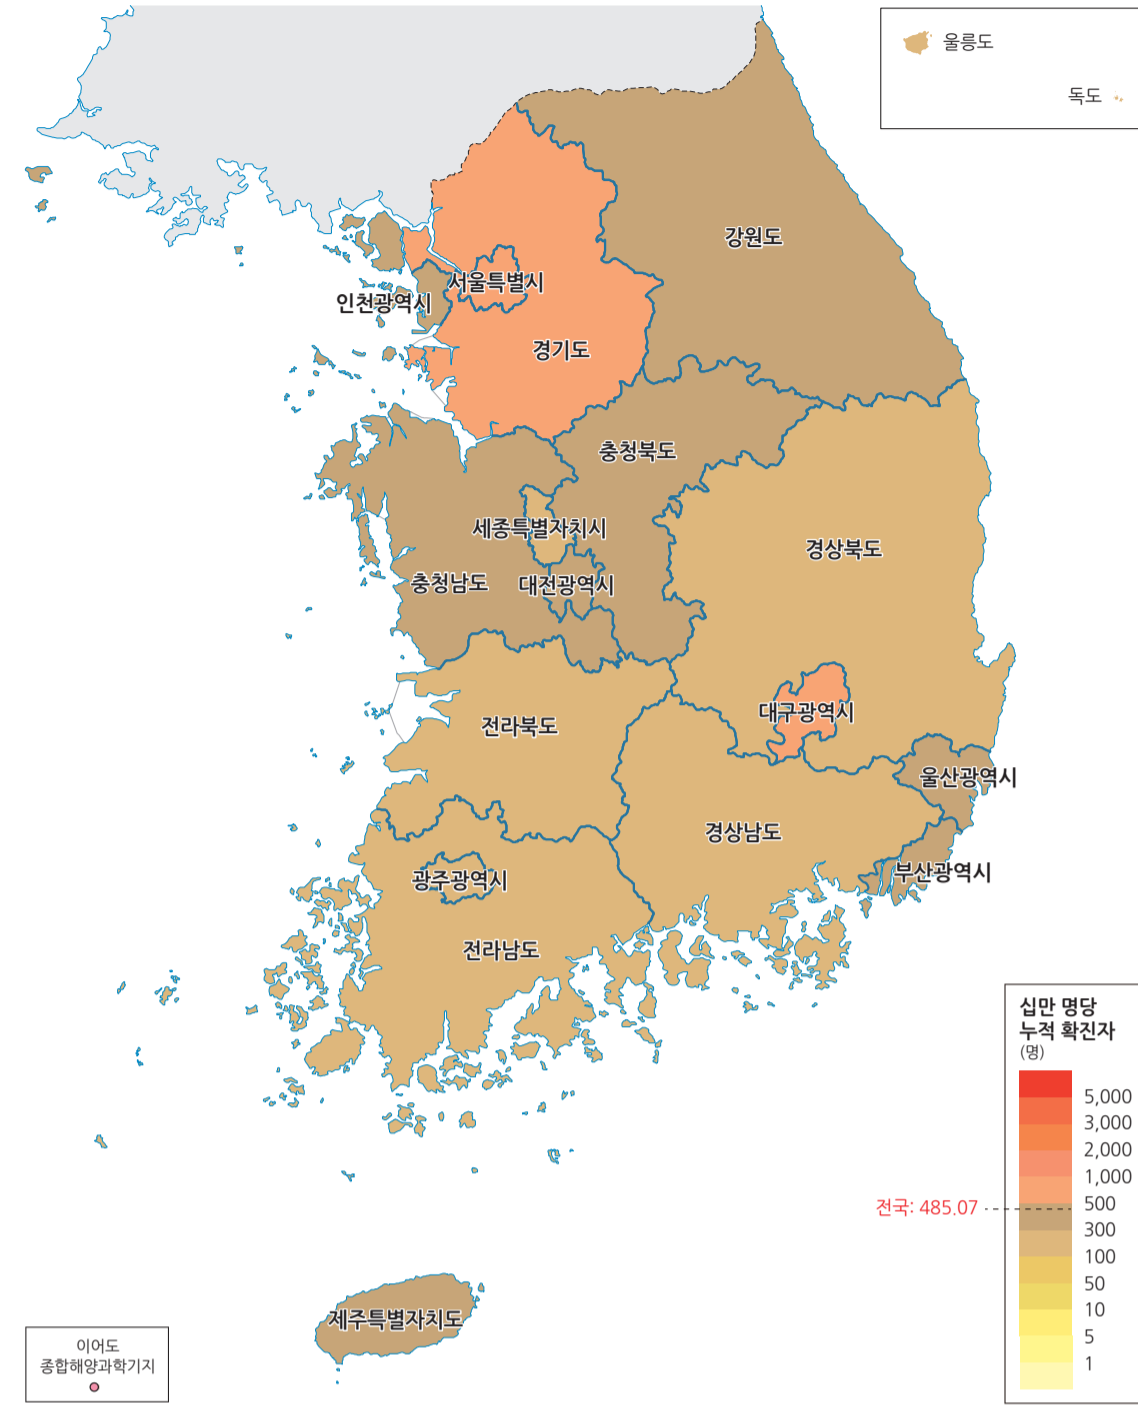 울릉도
독도
강원도
서울특별시
인천광역시
경기도
충청북도
세종특별자치시
경상북도
충청남도
대전광역시
대구광역시
전라북도
울산광역시
경상남도
부산광역시
광주광역시
전라남도
십만 명당
누적 확진자
(명)
5,000
3,000
2,000
1,000
500
전국: 485.07
300
100
50
10
5
1
제주특별자치도
이어도
종합해양과학기지